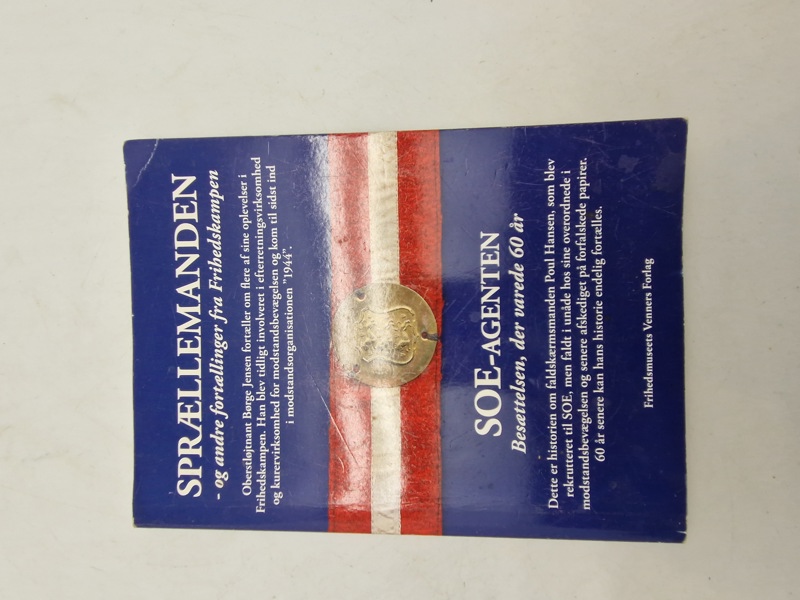 SPRÆLLEMANDEN
- og andre fortællinger fra Frihedskampen
Oberstløjtnant Børge Jensen fortæller om flere af sine oplevelser i
Frihedskampen. Han blev tidligt involveret i efterretningsvirksomhed
og kurervirksomhed for modstandsbevægelsen og kom til sidst ind
i modstandsorganisationen "1944".
SOE-AGENTEN
Besættelsen, der varede 60 år
Dette er historien om faldskærmsmanden Poul Hansen, som blev
rekrutteret til SOE, men faldt i unåde hos sine overordnede i
modstandsbevægelsen og senere afskediget på forfalskede papirer.
60 år senere kan hans historie endelig fortælles.
Frihedsmuseets Venners Forlag